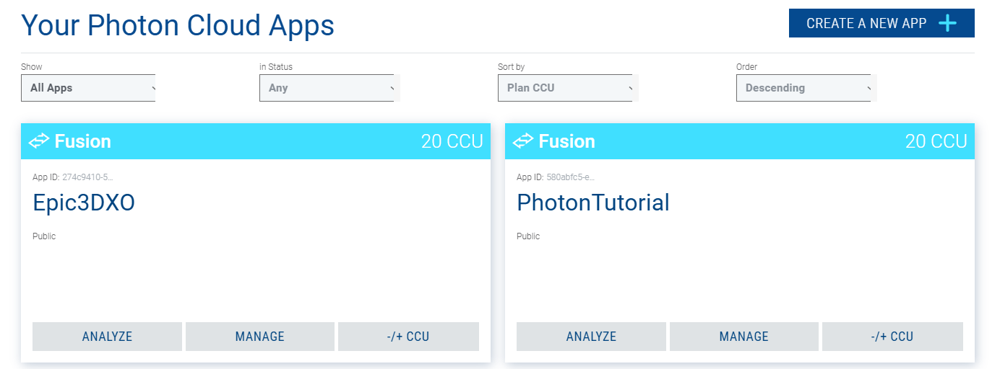 Your Photon Cloud Apps
CREATE A NEW APP
Show
in Status
Sort by
Order
All Apps
Any
Plan CCU
Descending
Fusion
20 CCU
App ID: 274c9410-5...
Epic3DXO
Public
ANALYZE
MANAGE
-/+ CCU
Fusion
20 CCU
App ID: 580abfc5-e...
PhotonTutorial
Public
ANALYZE
MANAGE
-/+ CCU